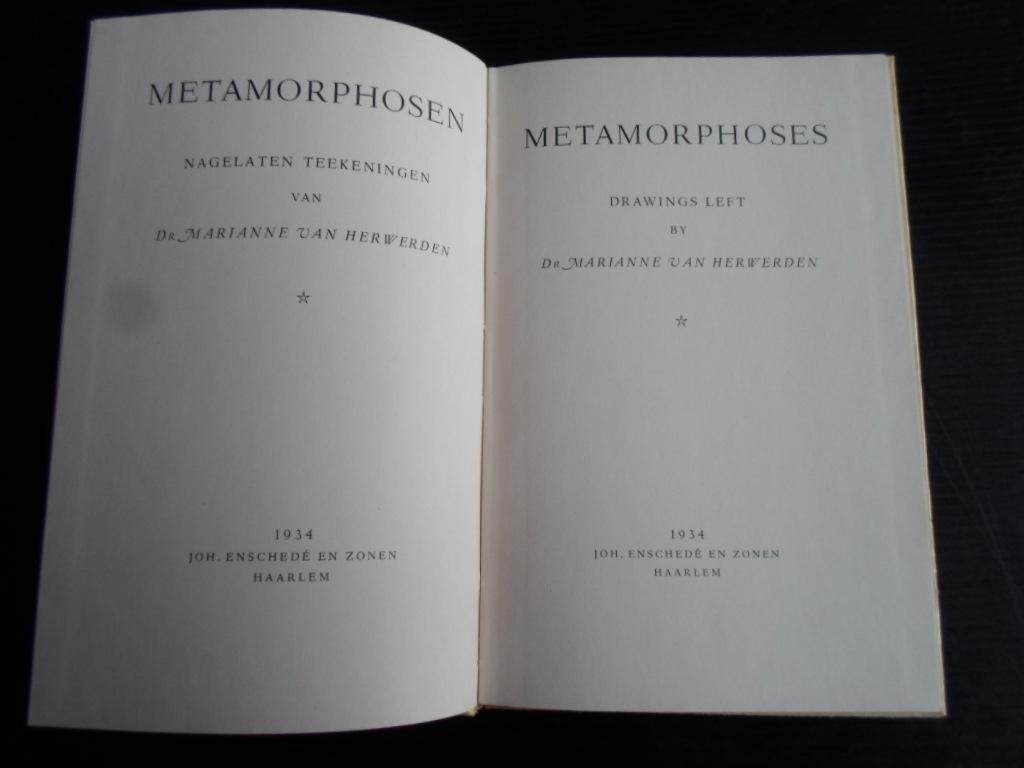 METAMORPHOSEN
NAGELATEN TEEKENINGEN
VAN
DR MARIANNE VAN HERWERDEN
1934
JOH. ENSCHEDÉ EN ZONEN
HAARLEM
METAMORPHOSES
DRAWINGS LEFT
BY
DR MARIANNE VAN HERWERDEN
1934
JOH. ENSCHEDÉ EN ZONEN
HAARLEM